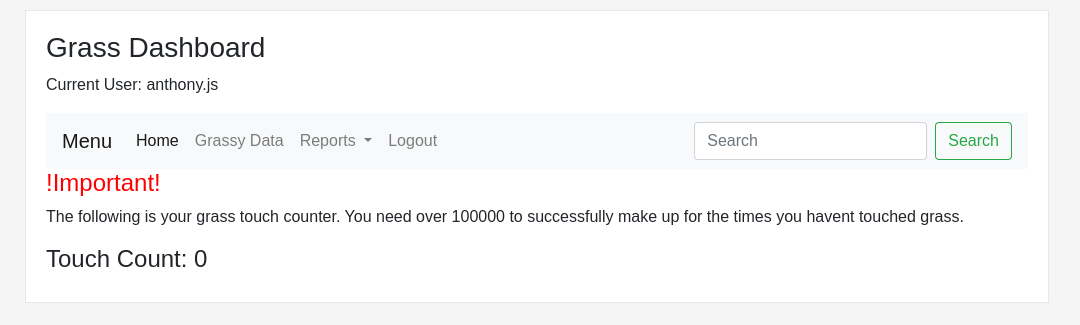 Grass Dashboard
Current User: anthony.js
Menu Home Grassy Data Reports Logout Search Search
!Important!
The following is your grass touch counter. You need over 100000 to successfully make up for the times you havent touched grass.
Touch Count: 0